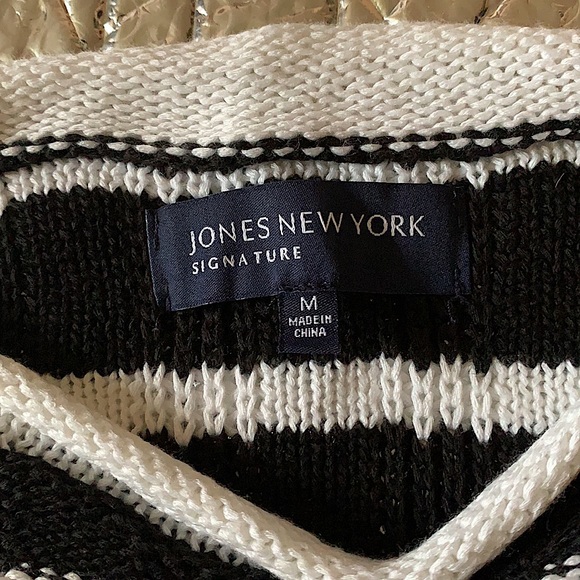 JONES NEW YORK
SIGNATURE
M
MADE IN
CHINA